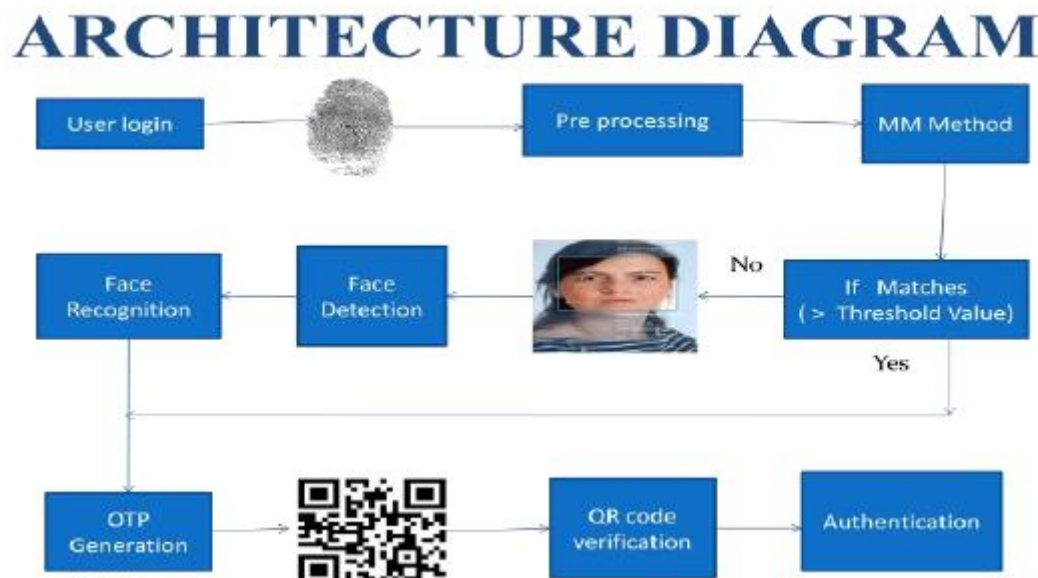 ARCHITECTURE DIAGRAM
User login
Pre processing
MM Method
Face
Recognition
Face
Detection
No
If Matches
( > Threshold Value)
Yes
OTP
Generation
QR code
verification
Authentication